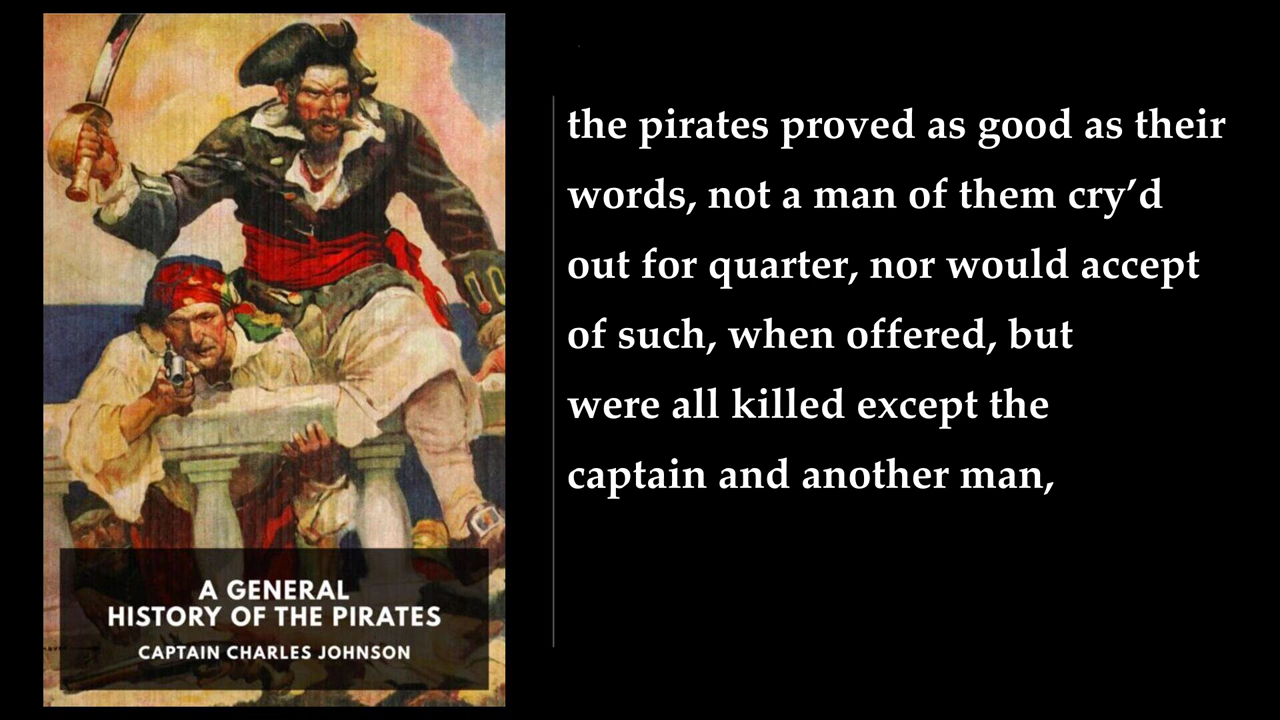 the pirates proved as good as their
words, not a man of them cry’d
out for quarter, nor would accept
of such, when offered, but
were all killed except the
captain and another man,
A GENERAL
HISTORY OF THE PIRATES
CAPTAIN CHARLES JOHNSON